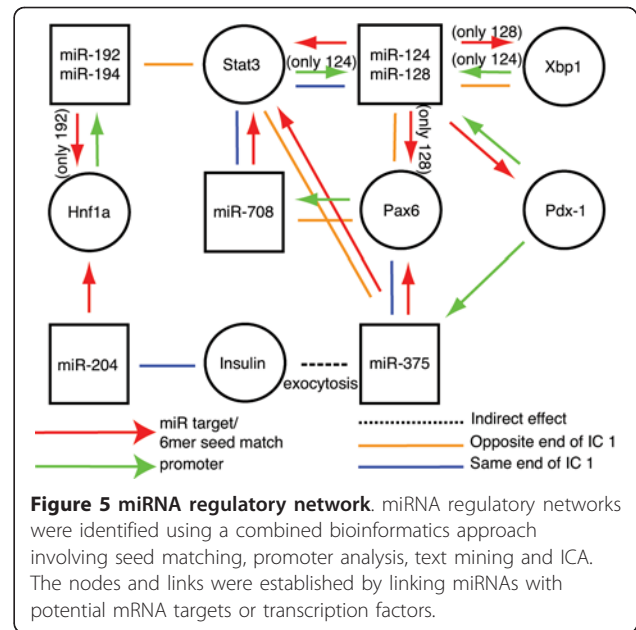 miR-192
miR-194
Stat3
(only 124)
miR-124
miR-128
(only 128)
(only 124)
Xbp1
(only 192)
(only 128)
Hnf1a
miR-708
Pax6
Pdx-1
miR-204
Insulin
exocytosis
miR-375
miR target/
6mer seed match
promoter
Indirect effect
Opposite end of IC 1
Same end of IC 1
Figure 5 miRNA regulatory network. miRNA regulatory networks
were identified using a combined bioinformatics approach
involving seed matching, promoter analysis, text mining and ICA.
The nodes and links were established by linking miRNAs with
potential mRNA targets or transcription factors.